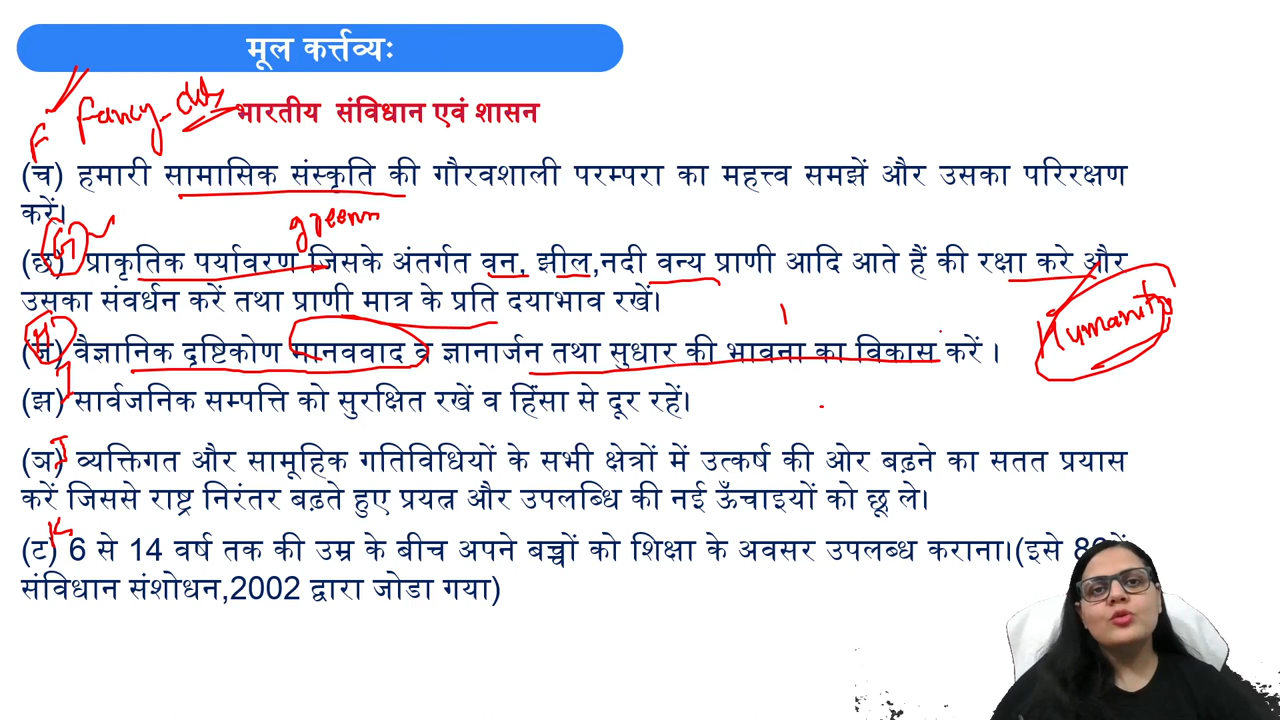 मूल कर्त्तव्यः
Fancy-dds भारतीय संविधान एवं शासन
F
(च) हमारी सामासिक संस्कृति की गौरवशाली परम्परा का महत्त्व समझें और उसका परिरक्षण
करें।
green
G
(छ) प्राकृतिक पर्यावरण जिसके अंतर्गत वन, झील,नदी वन्य प्राणी आदि आते हैं की रक्षा करे और
उसका संवर्धन करें तथा प्राणी मात्र के प्रति दयाभाव रखें।
Humanity
H
(ज) वैज्ञानिक दृष्टिकोण मानववाद व ज्ञानार्जन तथा सुधार की भावना का विकास करें ।
I
(झ) सार्वजनिक सम्पत्ति को सुरक्षित रखें व हिंसा से दूर रहें।
J
(ञ) व्यक्तिगत और सामूहिक गतिविधियों के सभी क्षेत्रों में उत्कर्ष की ओर बढ़ने का सतत प्रयास
करें जिससे राष्ट्र निरंतर बढ़ते हुए प्रयत्न और उपलब्धि की नई ऊँचाइयों को छू ले।
K
(ट) 6 से 14 वर्ष तक की उम्र के बीच अपने बच्चों को शिक्षा के अवसर उपलब्ध कराना।(इसे
संविधान संशोधन,2002 द्वारा जोडा गया)